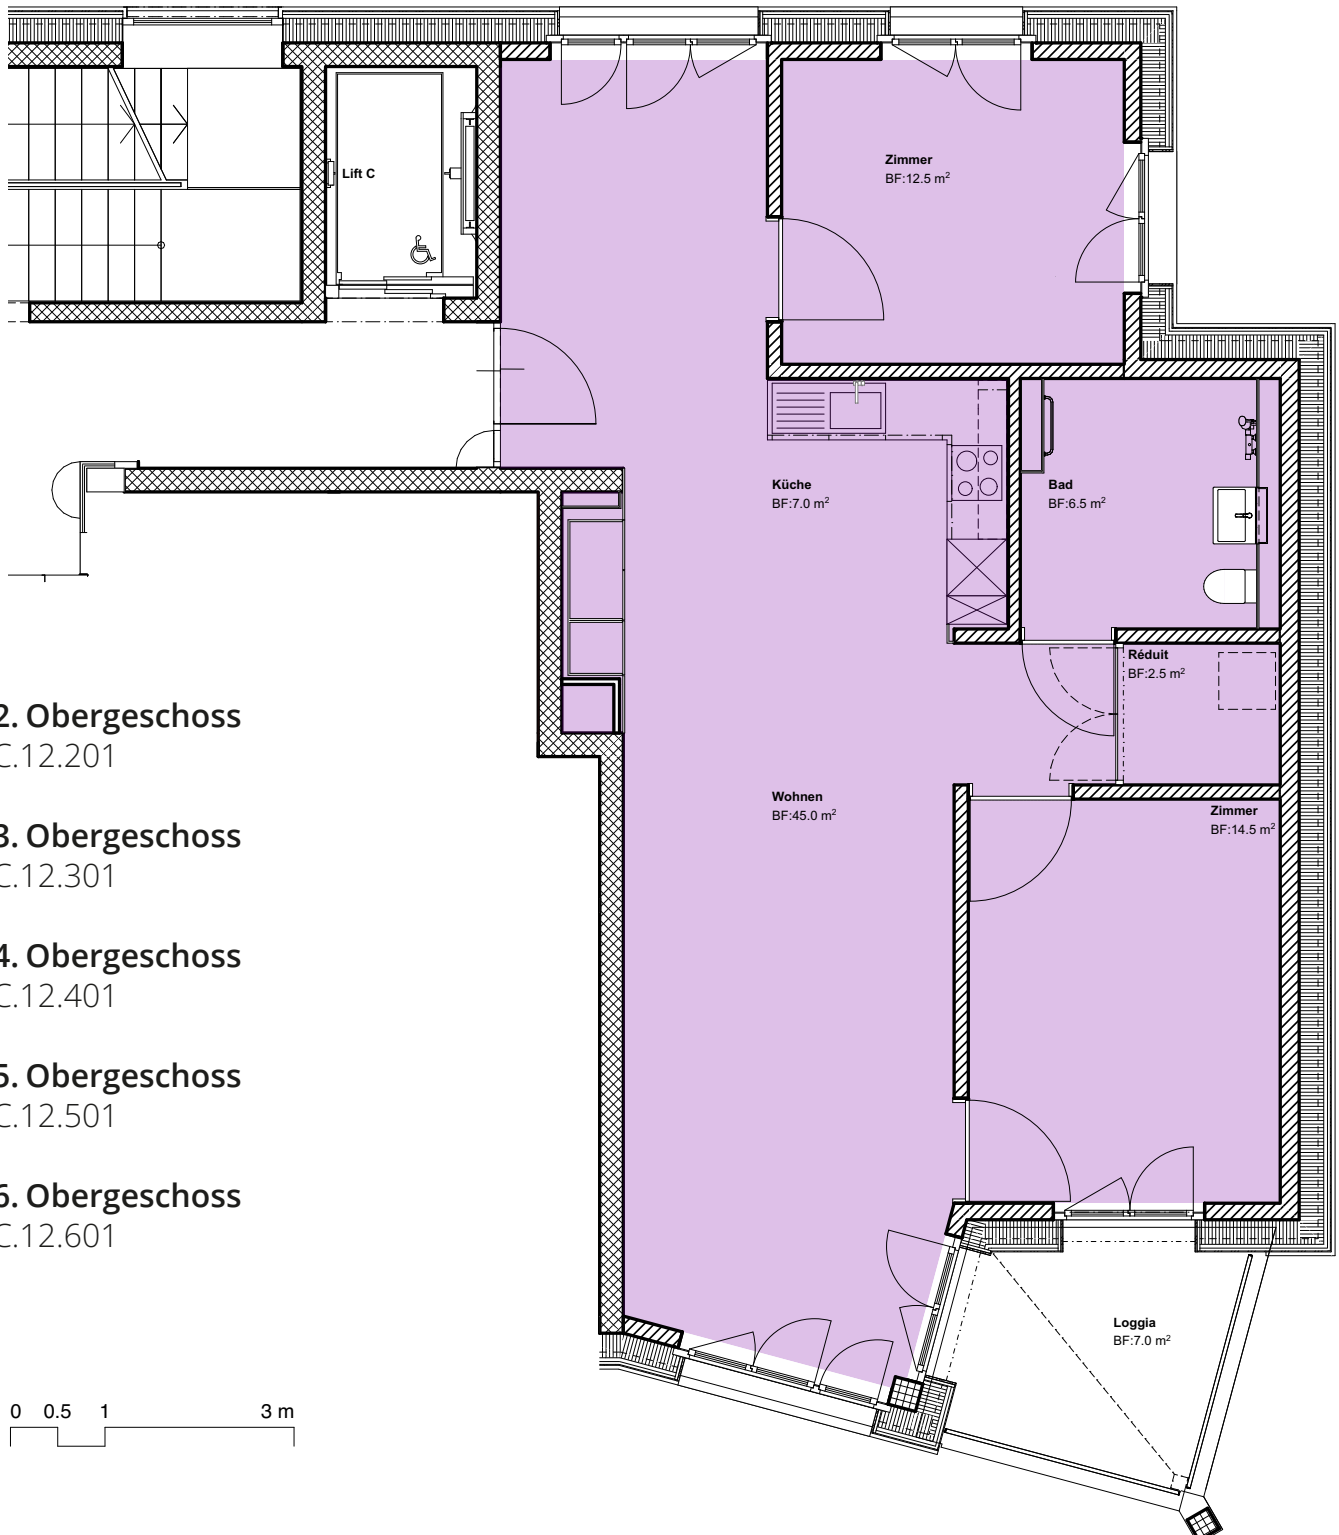 Lift C
Zimmer
BF:12.5 m²
Küche
BF:7.0 m²
Bad
BF:6.5 m²
Réduit
BF:2.5 m²
Wohnen
BF:45.0 m²
Zimmer
BF:14.5 m²
Loggia
BF:7.0 m²
2. Obergeschoss
C.12.201
3. Obergeschoss
C.12.301
4. Obergeschoss
C.12.401
5. Obergeschoss
C.12.501
6. Obergeschoss
C.12.601
0 0.5 1 3 m